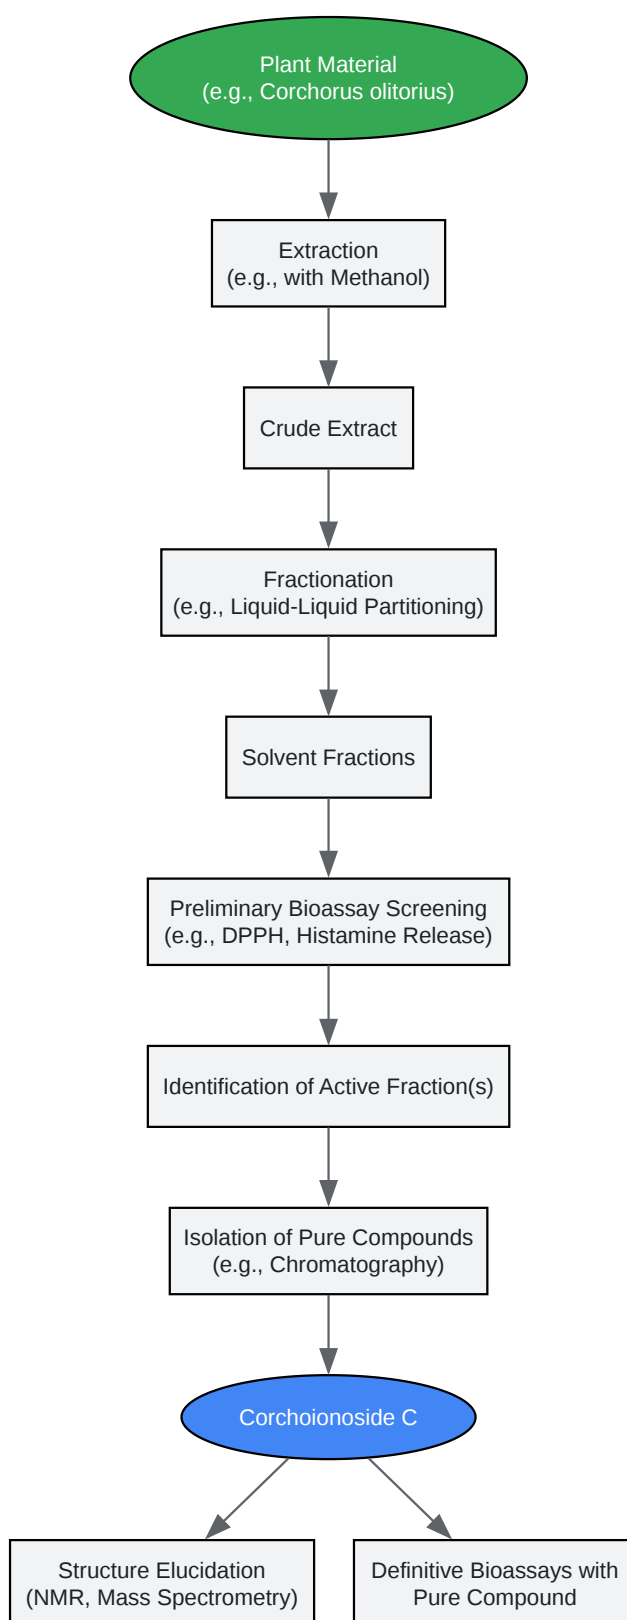 Plant Material
(e.g., Corchorus olitorius)
Extraction
(e.g., with Methanol)
Crude Extract
Fractionation
(e.g., Liquid-Liquid Partitioning)
Solvent Fractions
Preliminary Bioassay Screening
(e.g., DPPH, Histamine Release)
Identification of Active Fraction(s)
Isolation of Pure Compounds
(e.g., Chromatography)
Corchoionoside C
Structure Elucidation
(NMR, Mass Spectrometry)
Definitive Bioassays with
Pure Compound